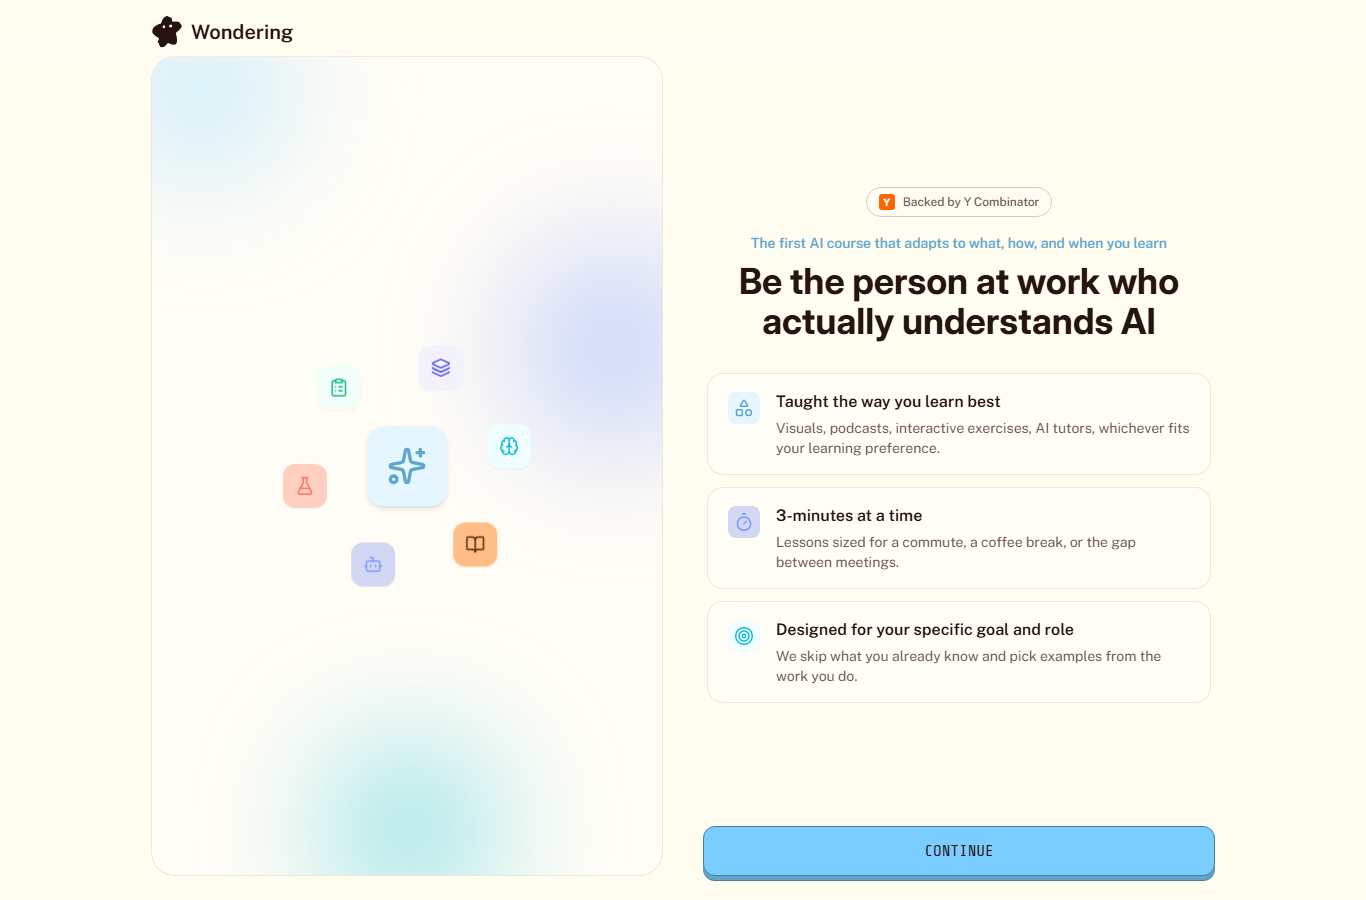 Wondering
Y Backed by Y Combinator
The first AI course that adapts to what, how, and when you learn
Be the person at work who
actually understands AI
Taught the way you learn best
Visuals, podcasts, interactive exercises, AI tutors, whichever fits
your learning preference.
3-minutes at a time
Lessons sized for a commute, a coffee break, or the gap
between meetings.
Designed for your specific goal and role
We skip what you already know and pick examples from the
work you do.
CONTINUE